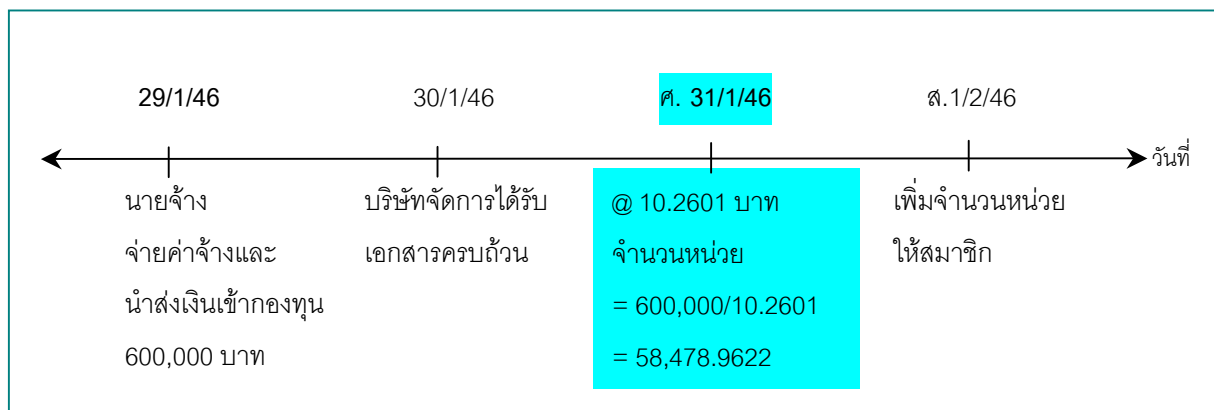 29/1/46 30/1/46 ศ. 31/1/46 ส.1/2/46
วันที่
นายจ้าง บริษัทจัดการได้รับ @ 10.2601 บาท เพิ่มจำนวนหน่วย
จ่ายค่าจ้างและ เอกสารครบถ้วน จำนวนหน่วย ให้สมาชิก
นำส่งเงินเข้ากองทุน = 600,000/10.2601
600,000 บาท = 58,478.9622